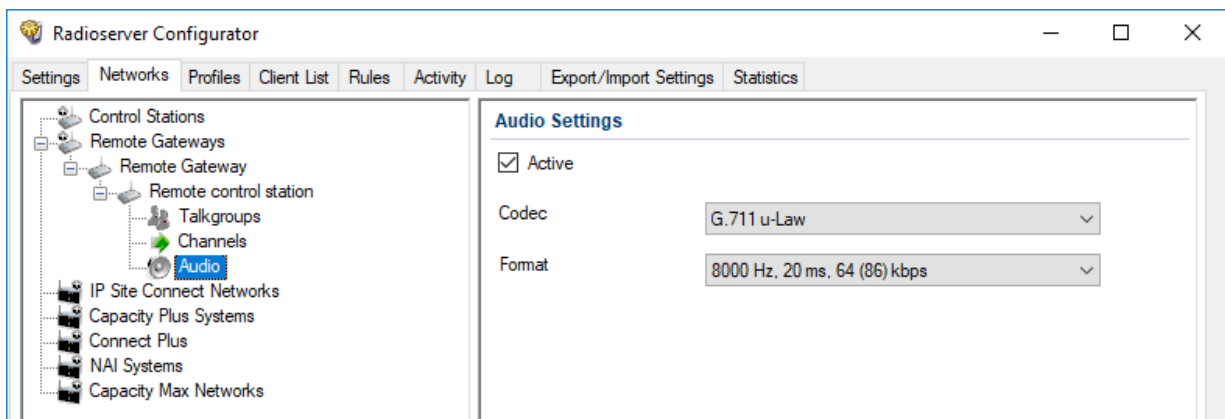 Radioserver Configurator
Settings Networks Profiles Client List Rules Activity Log Export/Import Settings Statistics
Control Stations
Remote Gateways
Remote Gateway
Remote control station
Talkgroups
Channels
Audio
IP Site Connect Networks
Capacity Plus Systems
Connect Plus
NAI Systems
Capacity Max Networks
Audio Settings
Active
Codec G.711 u-Law
Format 8000 Hz, 20 ms, 64 (86) kbps